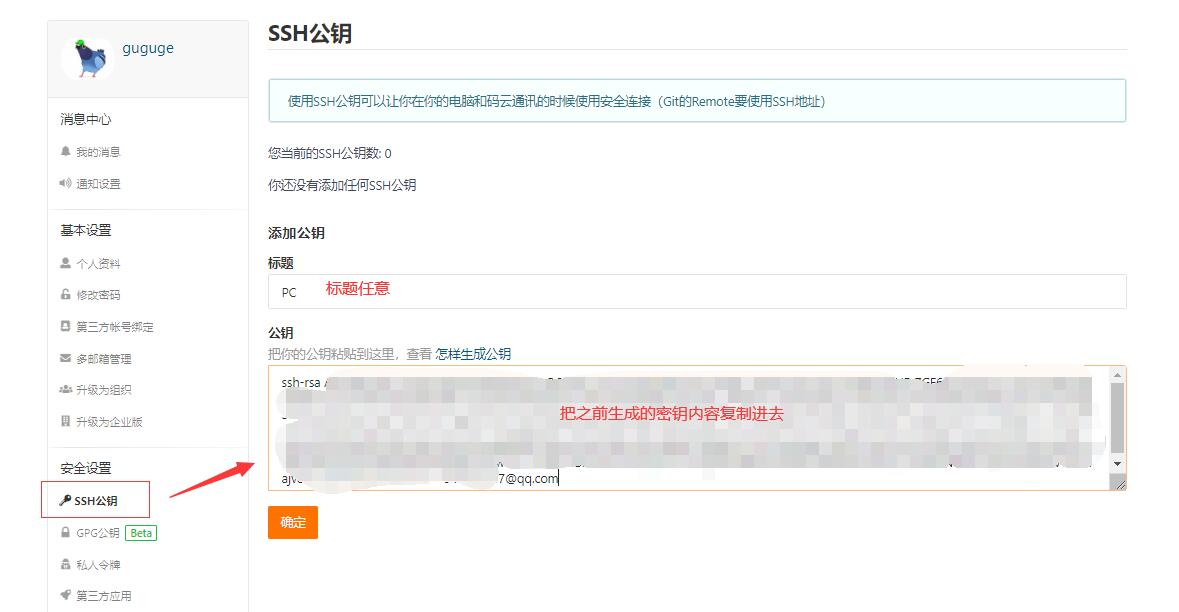 guguge
消息中心
我的消息
通知设置
基本设置
个人资料
修改密码
第三方帐号绑定
多邮箱管理
升级为组织
升级为企业版
安全设置
SSH公钥
GPG公钥 Beta
私人令牌
第三方应用
SSH公钥
使用SSH公钥可以让你在你的电脑和码云通讯的时候使用安全连接（Git的Remote要使用SSH地址）
您当前的SSH公钥数: 0
你还没有添加任何SSH公钥
添加公钥
标题
PC 标题任意
公钥
把你的公钥粘贴到这里，查看 怎样生成公钥
ssh-rsa
把之前生成的密钥内容复制进去
7@qq.com
确定